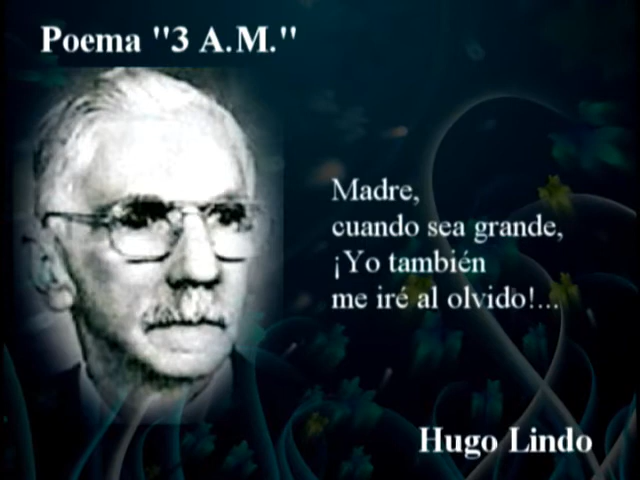 Poema "3 A.M."
Madre,
cuando sea grande,
¡Yo también
me iré al olvido!...
Hugo Lindo